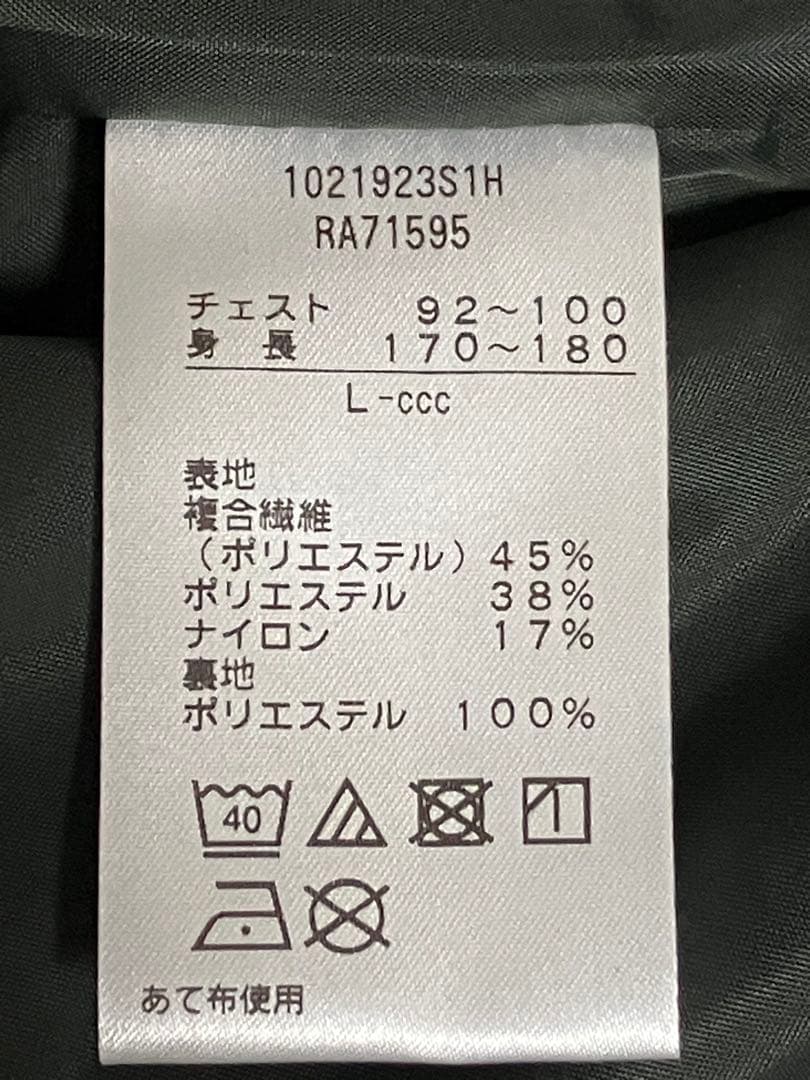 1021923S1H
RA71595
チェスト 92～100
身 長 170～180
L-ccc
表地
複合繊維
（ポリエステル）45%
ポリエステル 38%
ナイロン 17%
裏地
ポリエステル 100%
40
あて布使用